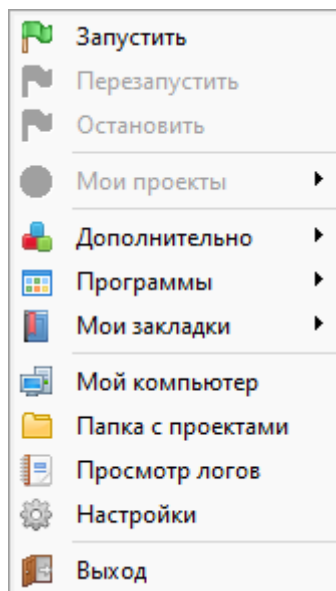 Запустить
Перезапустить
Остановить
Мои проекты
Дополнительно
Программы
Мои закладки
Мой компьютер
Папка с проектами
Просмотр логов
Настройки
Выход